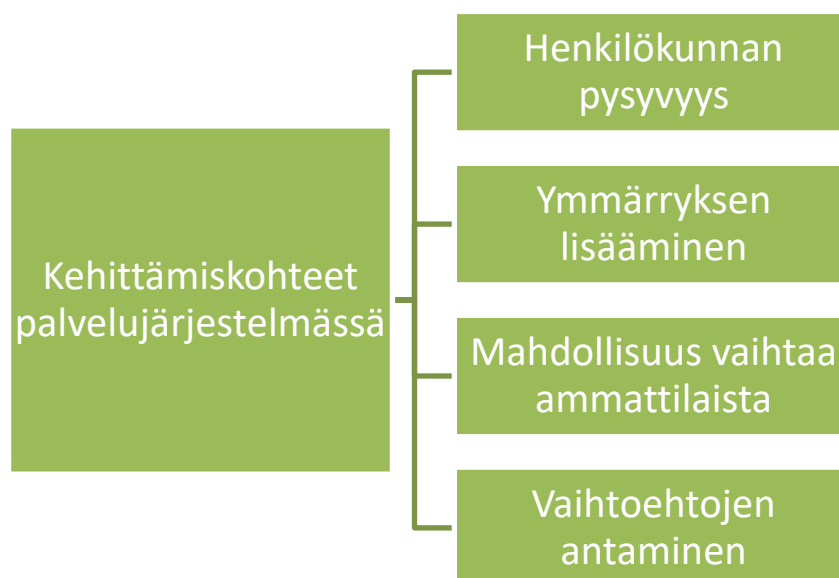 Kehittämiskohteet
palvelujärjestelmässä
Henkilökunnan
pysyvyys
Ymmärryksen
lisääminen
Mahdollisuus vaihtaa
ammattilaista
Vaihtoehtojen
antaminen